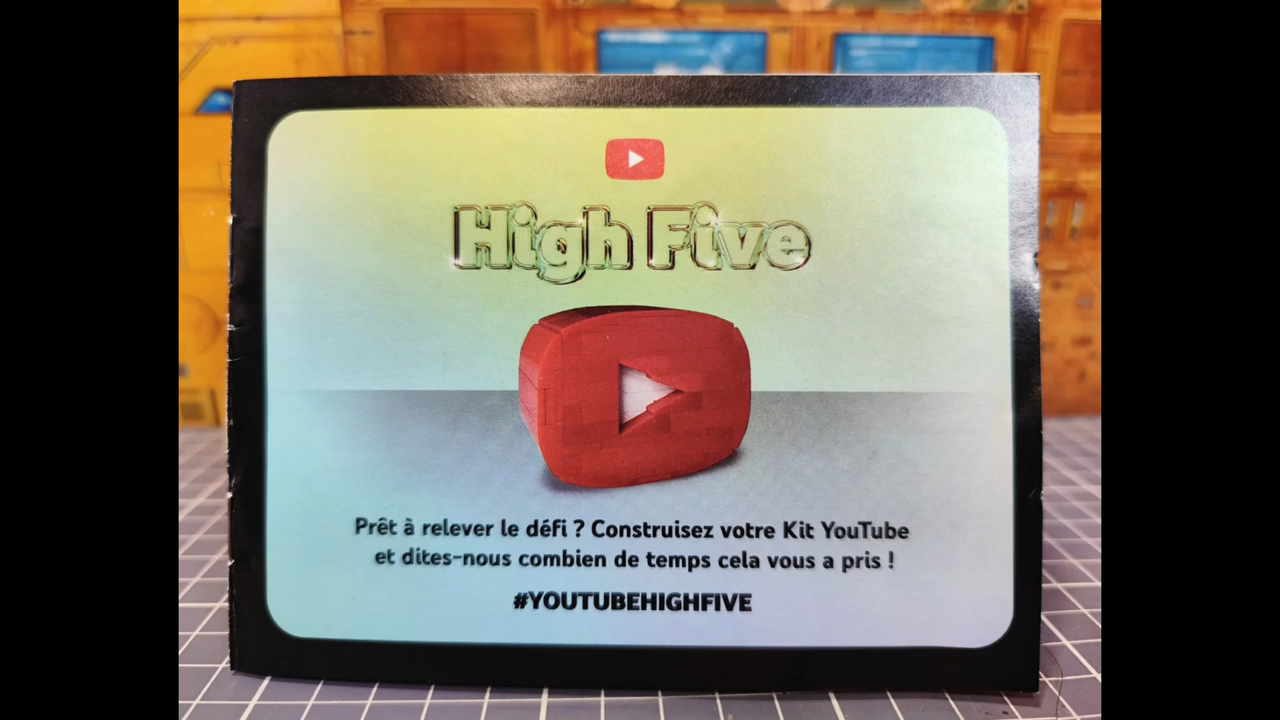 High Five
Prêt à relever le défi ? Construisez votre Kit YouTube
et dites-nous combien de temps cela vous a pris !
#YOUTUBEHIGHFIVE